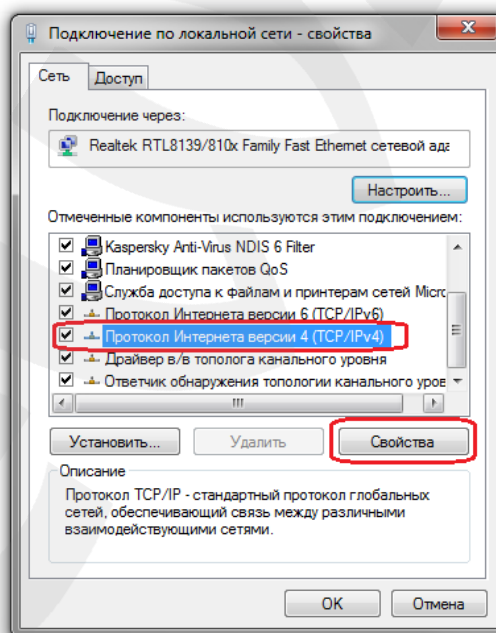 Подключение по локальной сети - свойства
Сеть
Доступ
Подключение через:
Realtek RTL8139/810x Family Fast Ethernet сетевой ада
Настроить...
Отмеченные компоненты используются этим подключением:
Kaspersky Anti-Virus NDIS 6 Filter
Планировщик пакетов QoS
Служба доступа к файлам и принтерам сетей Micro
Протокол Интернета версии 6 (TCP/IPv6)
Протокол Интернета версии 4 (TCP/IPv4)
Драйвер в/в тополога канального уровня
Ответчик обнаружения топологии канального уров
Установить...
Удалить
Свойства
Описание
Протокол TCP/IP - стандартный протокол глобальных
сетей, обеспечивающий связь между различными
взаимодействующими сетями.
OK
Отмена